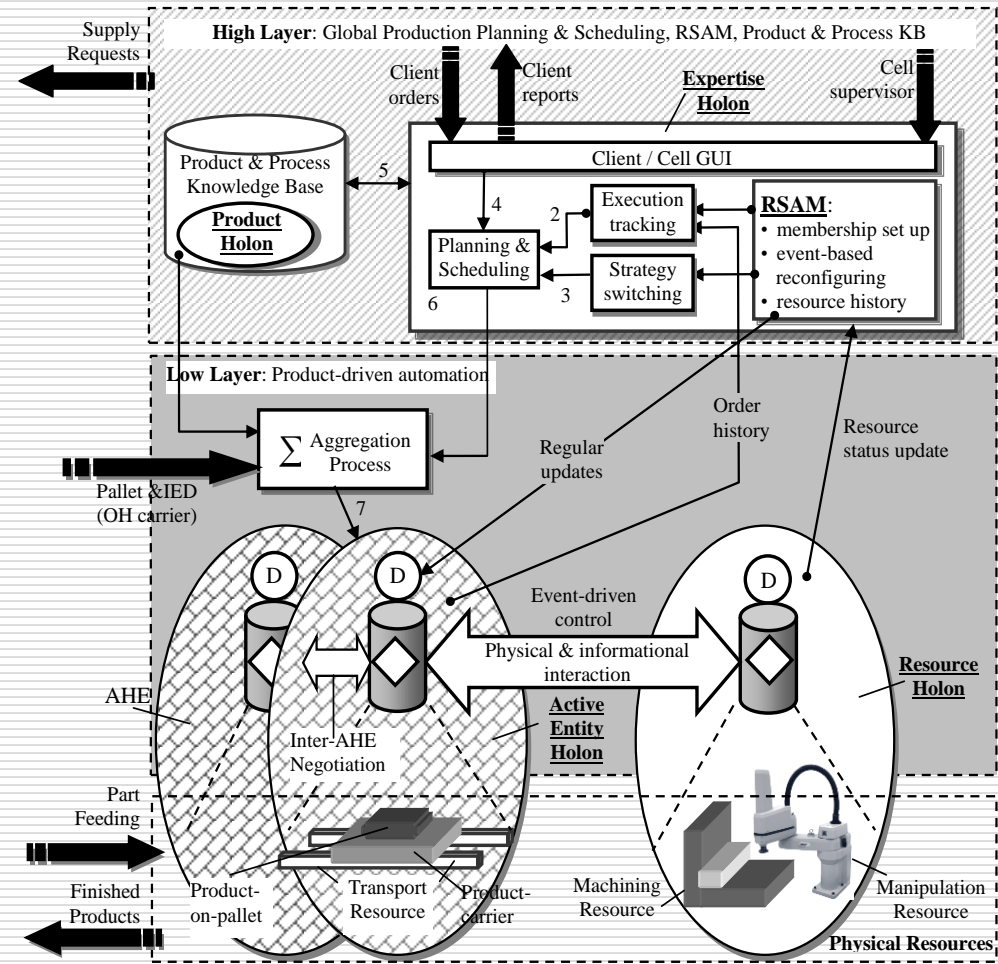 Supply
Requests
High Layer: Global Production Planning & Scheduling, RSAM, Product & Process KB
Client
orders
Client
reports
Expertise
Holon
Cell
supervisor
Client / Cell GUI
Product & Process
Knowledge Base
Product
Holon
5
4
2
Execution
tracking
RSAM:
• membership set up
• event-based
reconfiguring
• resource history
Planning &
Scheduling
6
3
Strategy
switching
Low Layer: Product-driven automation
∑ Aggregation
Process
Order
history
Regular
updates
Resource
status update
Pallet &IED
(OH carrier)
7
D
D
D
Event-driven
control
Physical & informational
interaction
Resource
Holon
AHE
Active
Entity
Holon
Inter-AHE
Negotiation
Part
Feeding
Finished
Products
Product-
on-pallet
Transport
Resource
Product-
carrier
Machining
Resource
Manipulation
Resource
Physical Resources